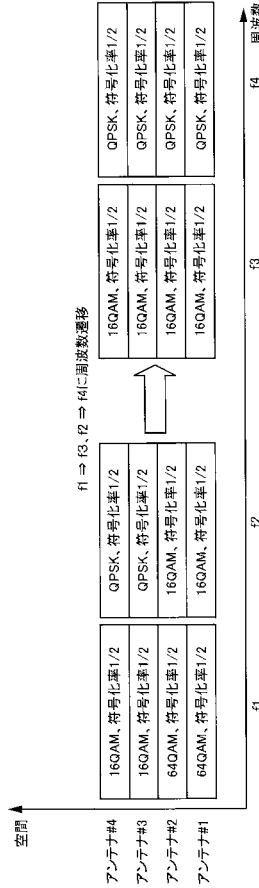 空間
f1 ⇒ f3、f2 ⇒ f4に周波数遷移
アンテナ#4
アンテナ#3
アンテナ#2
アンテナ#1
16QAM、符号化率1/2
16QAM、符号化率1/2
64QAM、符号化率1/2
64QAM、符号化率1/2
QPSK、符号化率1/2
QPSK、符号化率1/2
16QAM、符号化率1/2
16QAM、符号化率1/2
16QAM、符号化率1/2
16QAM、符号化率1/2
16QAM、符号化率1/2
16QAM、符号化率1/2
QPSK、符号化率1/2
QPSK、符号化率1/2
QPSK、符号化率1/2
QPSK、符号化率1/2
f1
f2
f3
f4
周波数